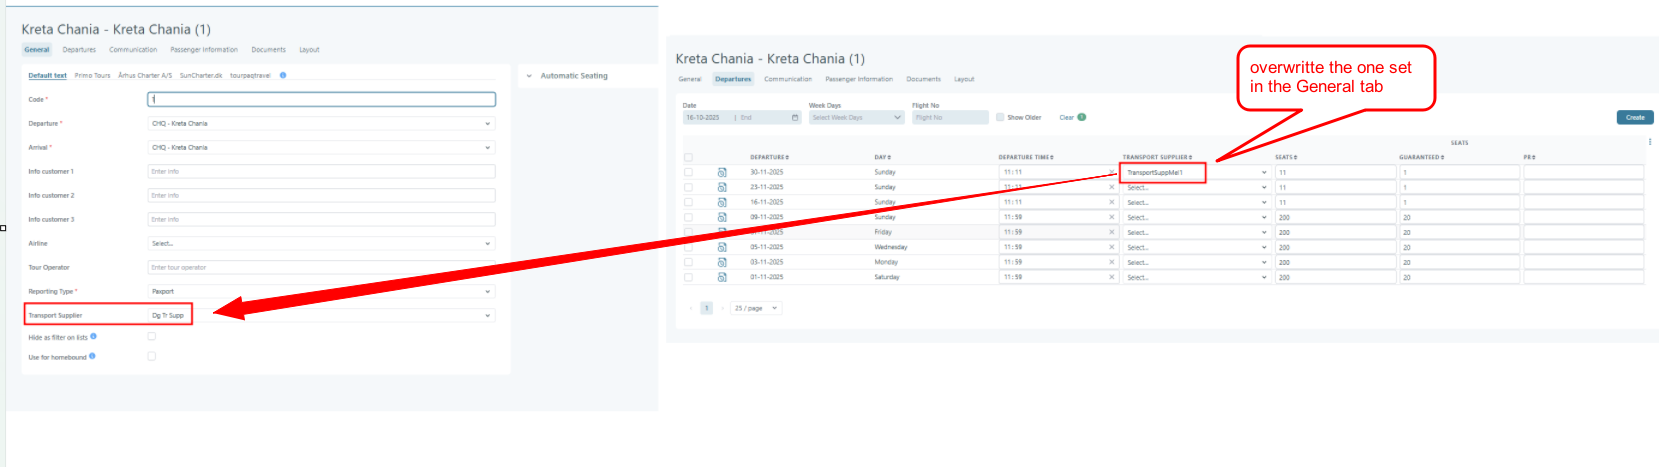 Kreta Chania - Kreta Chania (1)
General Departures Communication Passenger Information Documents Layout
Default text Primo Tours Århus Charter A/S SunCharter.dk tourpaqtravel
Automatic Seating
Code * 1
Departure * CHQ - Kreta Chania
Arrival * CHQ - Kreta Chania
Info customer 1 Enter Info
Info customer 2 Enter Info
Info customer 3 Enter Info
Airline Select...
Tour Operator Enter tour operator
Reporting Type * Paxport
Transport Supplier Dg Tr Supp
Hide as filter on lists
Use for homebound
Kreta Chania - Kreta Chania (1)
General Departures Communication Passenger Information Documents Layout
overwritte the one set
in the General tab
Date Week Days Flight No
16-10-2025 | End Select Week Days Flight No Show Older Clear Create
SEATS
DEPARTURE DAY DEPARTURE TIME TRANSPORT SUPPLIER SEATS GUARANTEED PR
30-11-2025 Sunday 11:11 TransportSuppMel1 11 1
23-11-2025 Sunday 11:11 Select... 11 1
16-11-2025 Sunday 11:11 Select... 11 1
09-11-2025 Sunday 11:59 Select... 200 20
Friday 11:59 Select... 200 20
05-11-2025 Wednesday 11:59 Select... 200 20
03-11-2025 Monday 11:59 Select... 200 20
01-11-2025 Saturday 11:59 Select... 200 20
1 25 / page